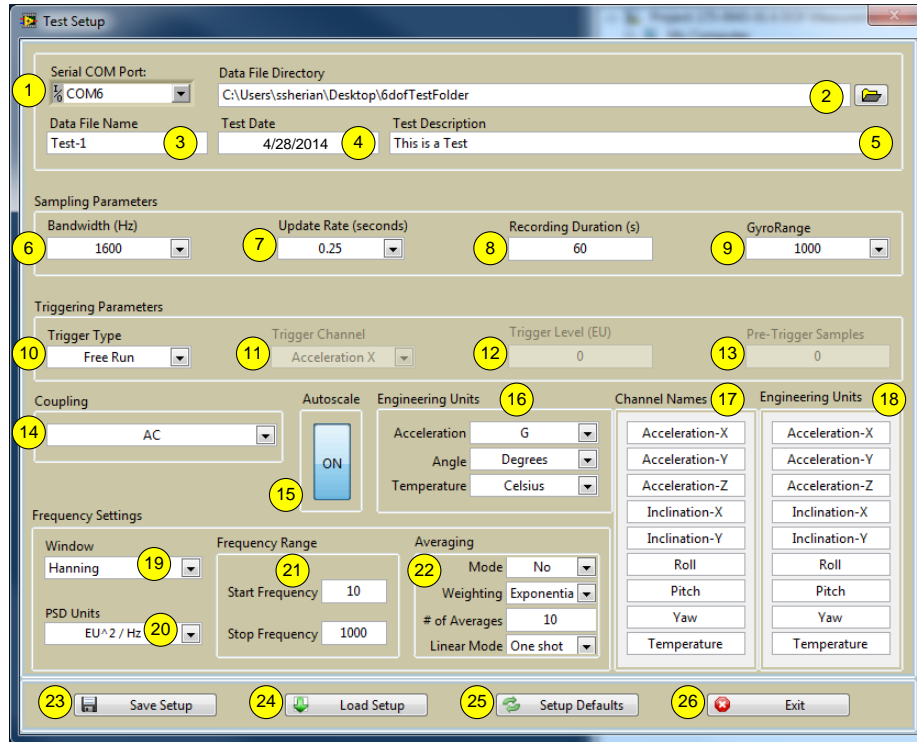 Test Setup
Serial COM Port:
Data File Directory
1
I/O COM6
C:\Users\ssherian\Desktop\6dofTestFolder
2
Data File Name
Test Date
Test Description
Test-1
3
4/28/2014
4
This is a Test
5
Sampling Parameters
Bandwidth (Hz)
Update Rate (seconds)
Recording Duration (s)
GyroRange
6
1600
7
0.25
8
60
9
1000
Triggering Parameters
Trigger Type
Trigger Channel
Trigger Level (EU)
Pre-Trigger Samples
10
Free Run
11
Acceleration X
12
0
13
0
Coupling
14
AC
Autoscale
ON
15
Engineering Units
16
Acceleration
G
Angle
Degrees
Temperature
Celsius
Channel Names
17
Acceleration-X
Acceleration-Y
Acceleration-Z
Inclination-X
Inclination-Y
Roll
Pitch
Yaw
Temperature
Engineering Units
18
Acceleration-X
Acceleration-Y
Acceleration-Z
Inclination-X
Inclination-Y
Roll
Pitch
Yaw
Temperature
Frequency Settings
Window
Hanning
19
PSD Units
EU^2 / Hz
20
Frequency Range
21
Start Frequency
10
Stop Frequency
1000
Averaging
22
Mode
No
Weighting
Exponentia
# of Averages
10
Linear Mode
One shot
23
Save Setup
24
Load Setup
25
Setup Defaults
26
Exit